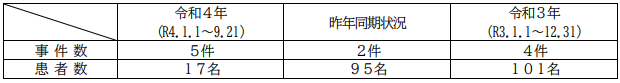 令和４年 昨年同期状況 令和３年
(R4.1.1～9.21) (R3.1.1～12.31)
事件数 ５件 ２件 ４件
患者数 １７名 ９５名 １０１名